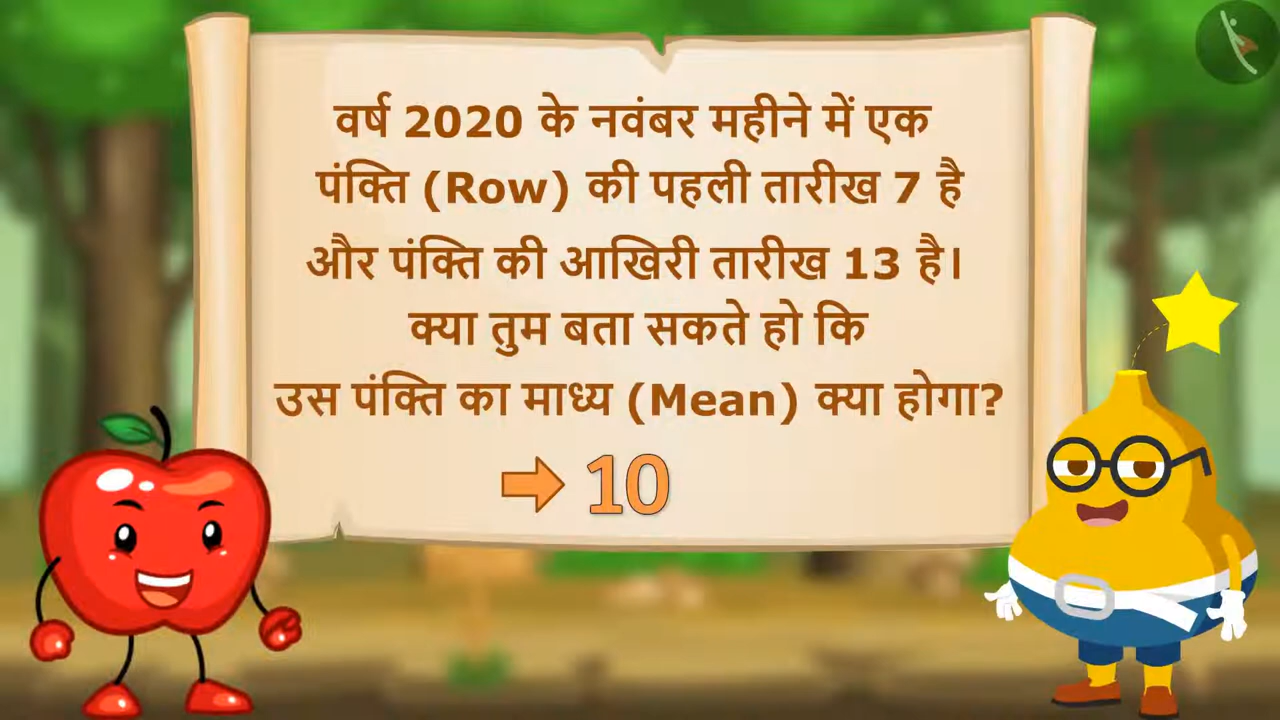 वर्ष 2020 के नवंबर महीने में एक
पंक्ति (Row) की पहली तारीख 7 है
और पंक्ति की आखिरी तारीख 13 है।
क्या तुम बता सकते हो कि
उस पंक्ति का माध्य (Mean) क्या होगा?
10